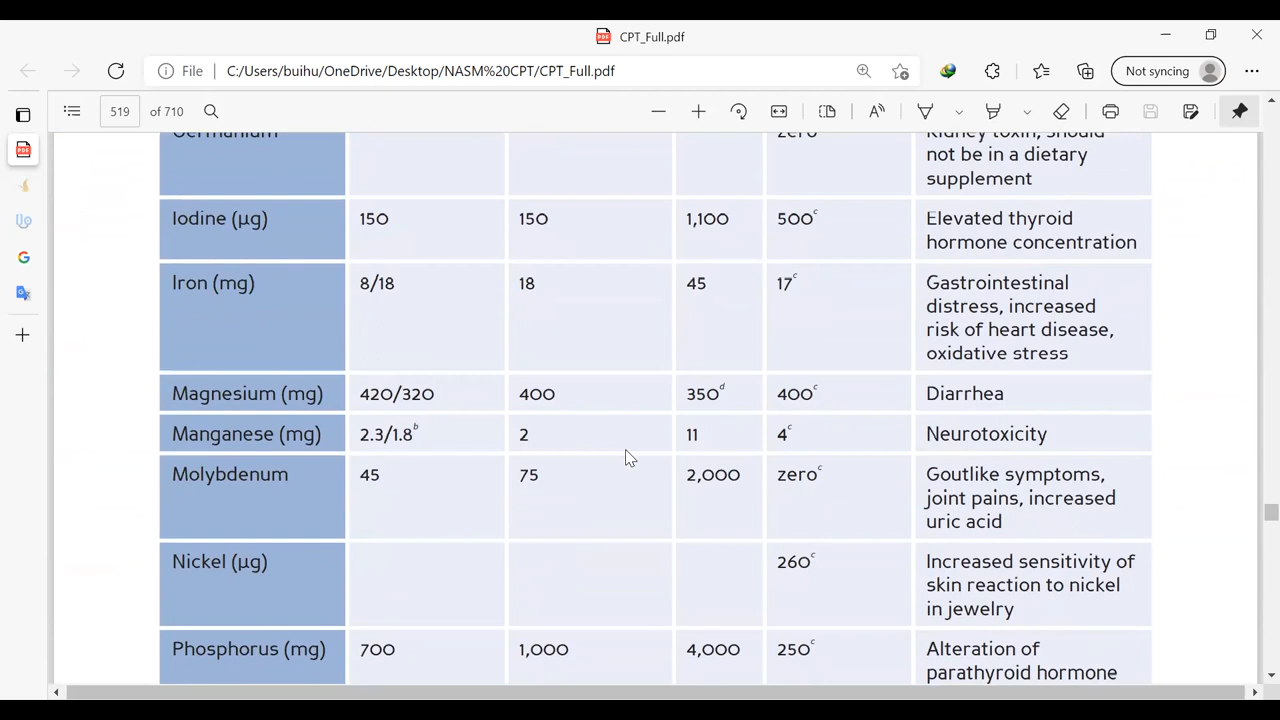 CPT_Full.pdf
File C:/Users/buihu/OneDrive/Desktop/NASM%20CPT/CPT_Full.pdf Not syncing
519 of 710
Germanium zero Kidney toxin, should
not be in a dietary
supplement
Iodine (μg) 150 150 1,100 500c Elevated thyroid
hormone concentration
Iron (mg) 8/18 18 45 17c Gastrointestinal
distress, increased
risk of heart disease,
oxidative stress
Magnesium (mg) 420/320 400 350d 400c Diarrhea
Manganese (mg) 2.3/1.8b 2 11 4c Neurotoxicity
Molybdenum 45 75 2,000 zeroc Goutlike symptoms,
joint pains, increased
uric acid
Nickel (μg) 260c Increased sensitivity of
skin reaction to nickel
in jewelry
Phosphorus (mg) 700 1,000 4,000 250c Alteration of
parathyroid hormone